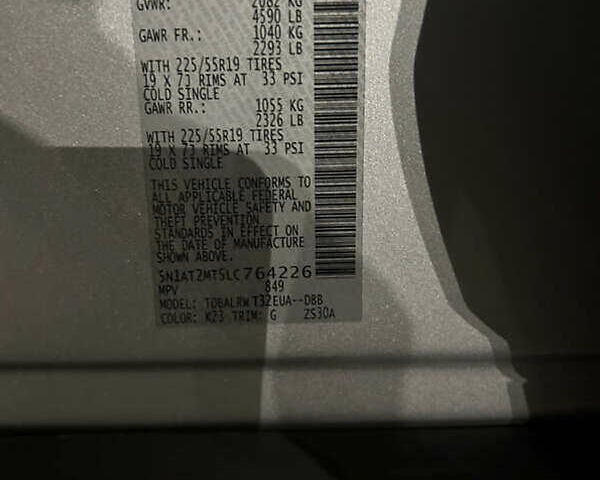 GVWR: 2082 KG
4590 LB
GAWR FR.: 1040 KG
2293 LB
WITH 225/55R19 TIRES
19 X 7J RIMS AT 33 PSI
COLD SINGLE
GAWR RR.: 1055 KG
2326 LB
WITH 225/55R19 TIRES
19 X 7J RIMS AT 33 PSI
COLD SINGLE
THIS VEHICLE CONFORMS TO
ALL APPLICABLE FEDERAL
MOTOR VEHICLE SAFETY AND
THEFT PREVENTION
STANDARDS IN EFFECT ON
THE DATE OF MANUFACTURE
SHOWN ABOVE.
5N1AT2MT5LC764226
MPV 849
MODEL: TDBALRW T32EUA--DBB
COLOR: K23 TRIM: G ZS30A